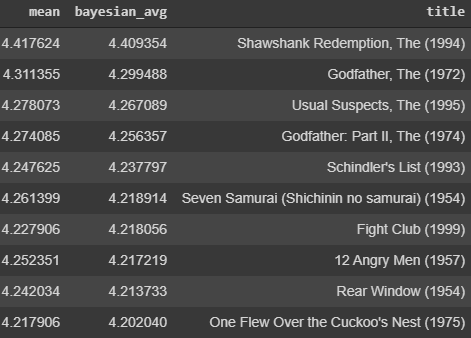 mean bayesian_avg title
4.417624 4.409354 Shawshank Redemption, The (1994)
4.311355 4.299488 Godfather, The (1972)
4.278073 4.267089 Usual Suspects, The (1995)
4.274085 4.256357 Godfather: Part II, The (1974)
4.247625 4.237797 Schindler's List (1993)
4.261399 4.218914 Seven Samurai (Shichinin no samurai) (1954)
4.227906 4.218056 Fight Club (1999)
4.252351 4.217219 12 Angry Men (1957)
4.242034 4.213733 Rear Window (1954)
4.217906 4.202040 One Flew Over the Cuckoo's Nest (1975)